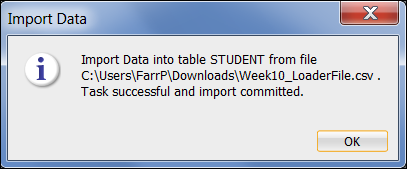 Import Data
Import Data into table STUDENT from file
C:\Users\FarrP\Downloads\Week10_LoaderFile.csv .
Task successful and import committed.
OK